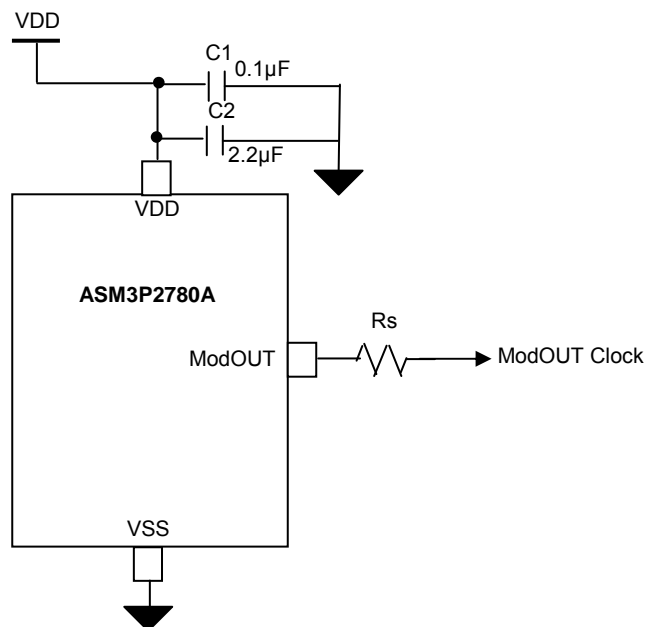 VDD
C1
0.1µF
C2
2.2µF
VDD
ASM3P2780A
Rs
ModOUT
ModOUT Clock
VSS